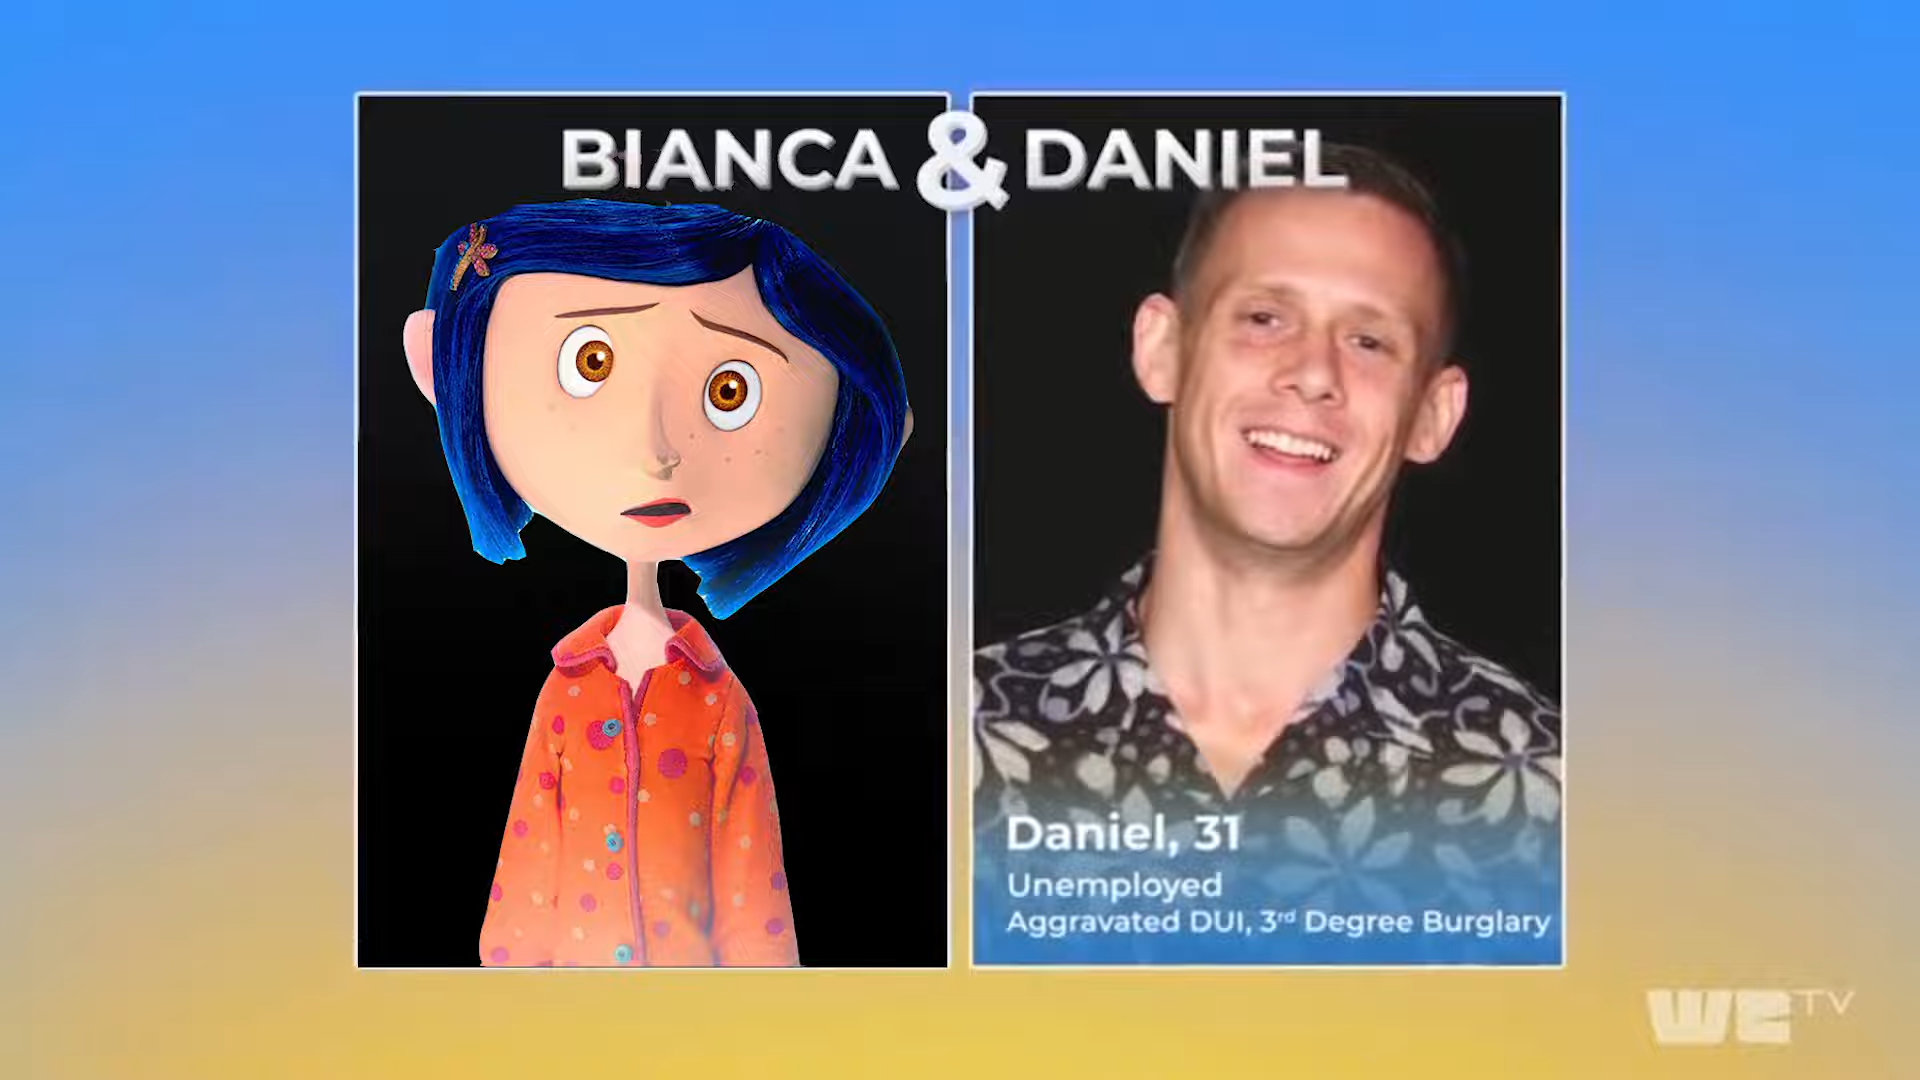 BIANCA & DANIEL
Daniel, 31
Unemployed
Aggravated DUI, 3rd Degree Burglary
WE TV